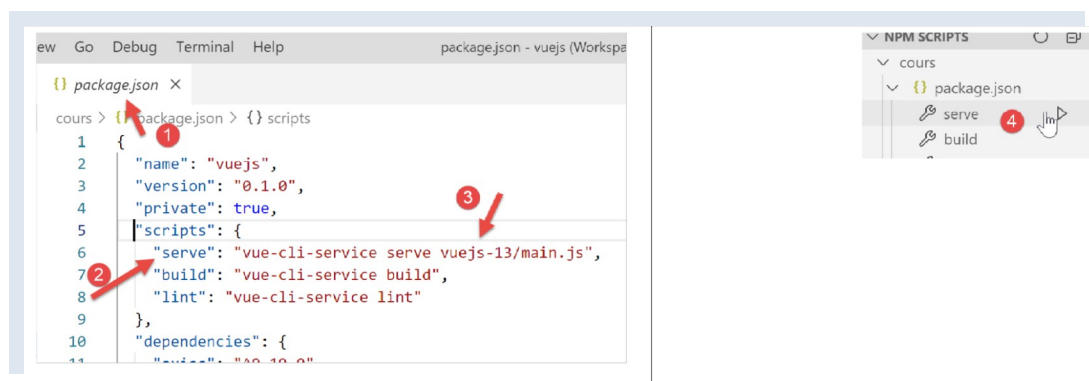 ew Go Debug Terminal Help package.json - vuejs (Workspa
{} package.json ×
cours > {} package.json > {} scripts
1
1 {
2 "name": "vuejs",
3 "version": "0.1.0",
4 "private": true,
3
5 "scripts": {
6 "serve": "vue-cli-service serve vuejs-13/main.js",
7 "build": "vue-cli-service build",
2
8 "lint": "vue-cli-service lint"
9 },
10 "dependencies": {
11
NPM SCRIPTS
cours
{} package.json
serve 4
build